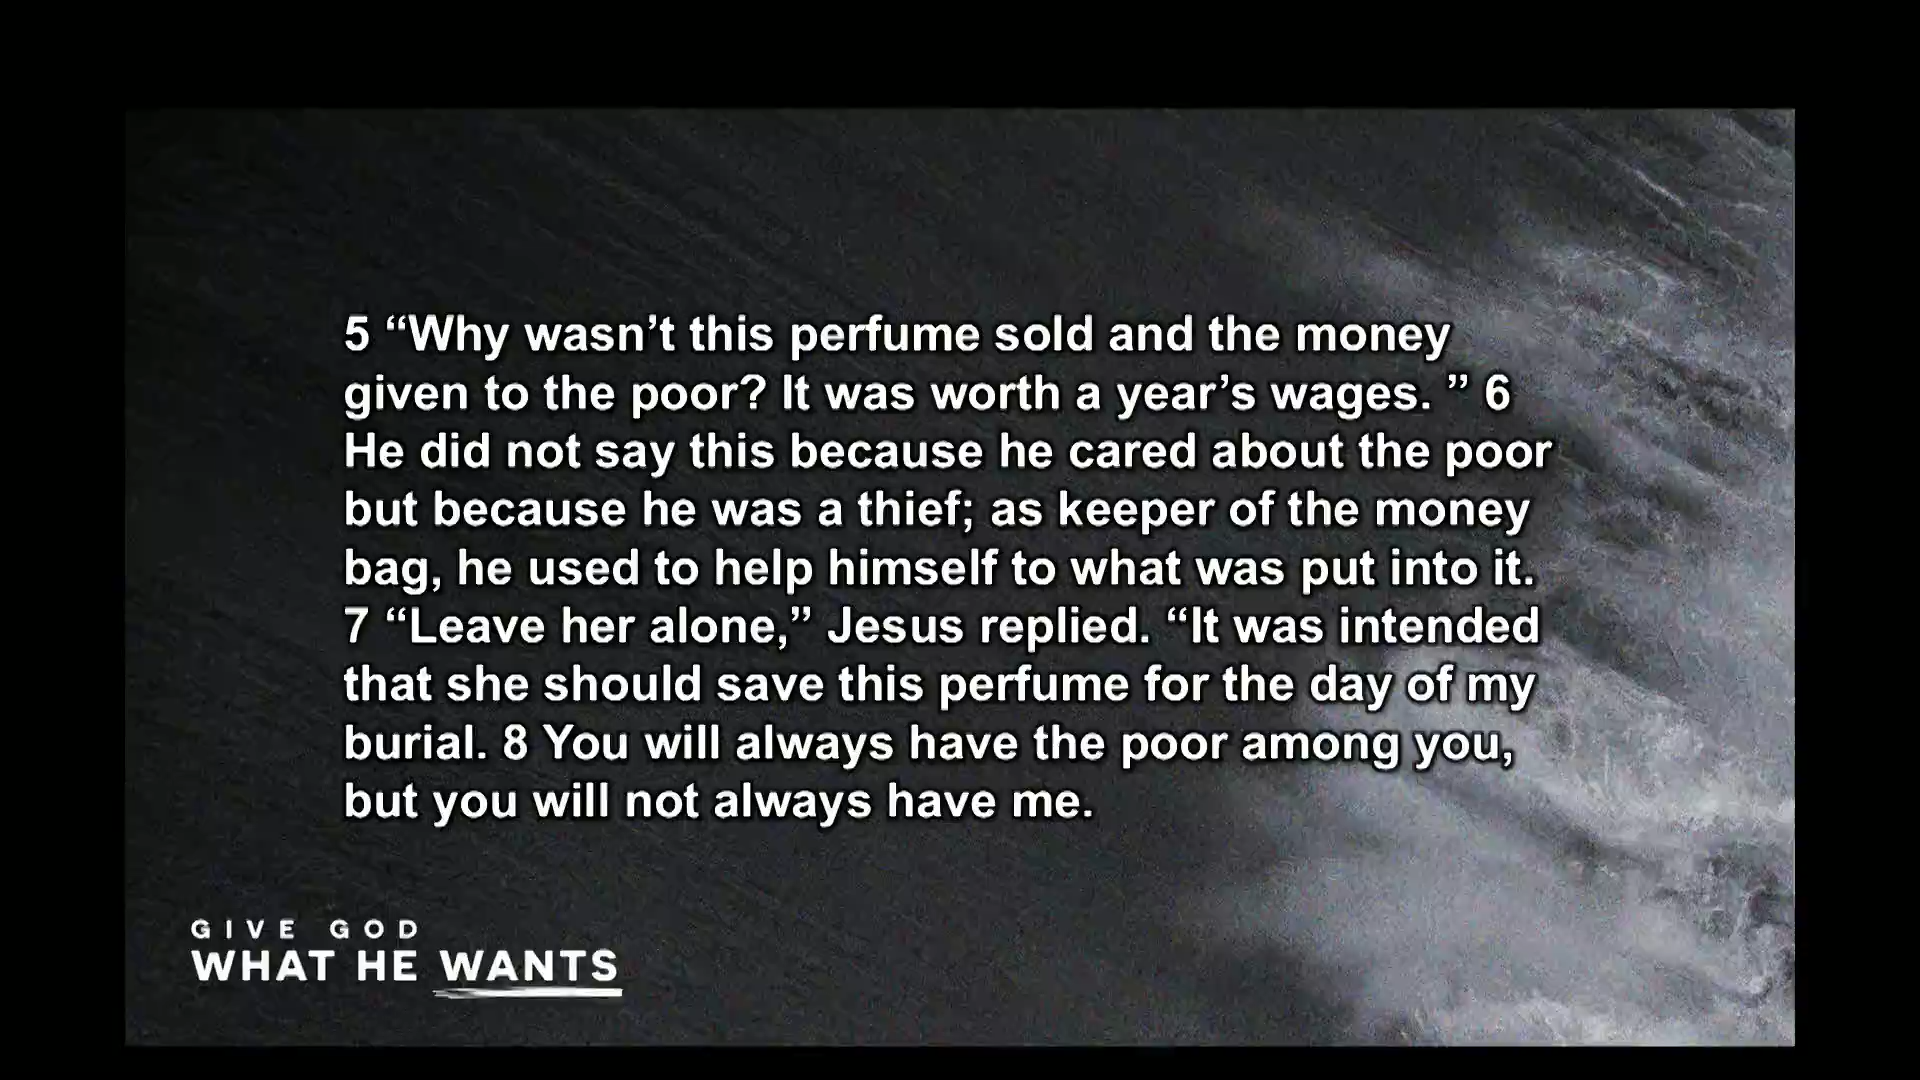 5 “Why wasn’t this perfume sold and the money
given to the poor? It was worth a year’s wages. ” 6
He did not say this because he cared about the poor
but because he was a thief; as keeper of the money
bag, he used to help himself to what was put into it.
7 “Leave her alone,” Jesus replied. “It was intended
that she should save this perfume for the day of my
burial. 8 You will always have the poor among you,
but you will not always have me.
GIVE GOD
WHAT HE WANTS